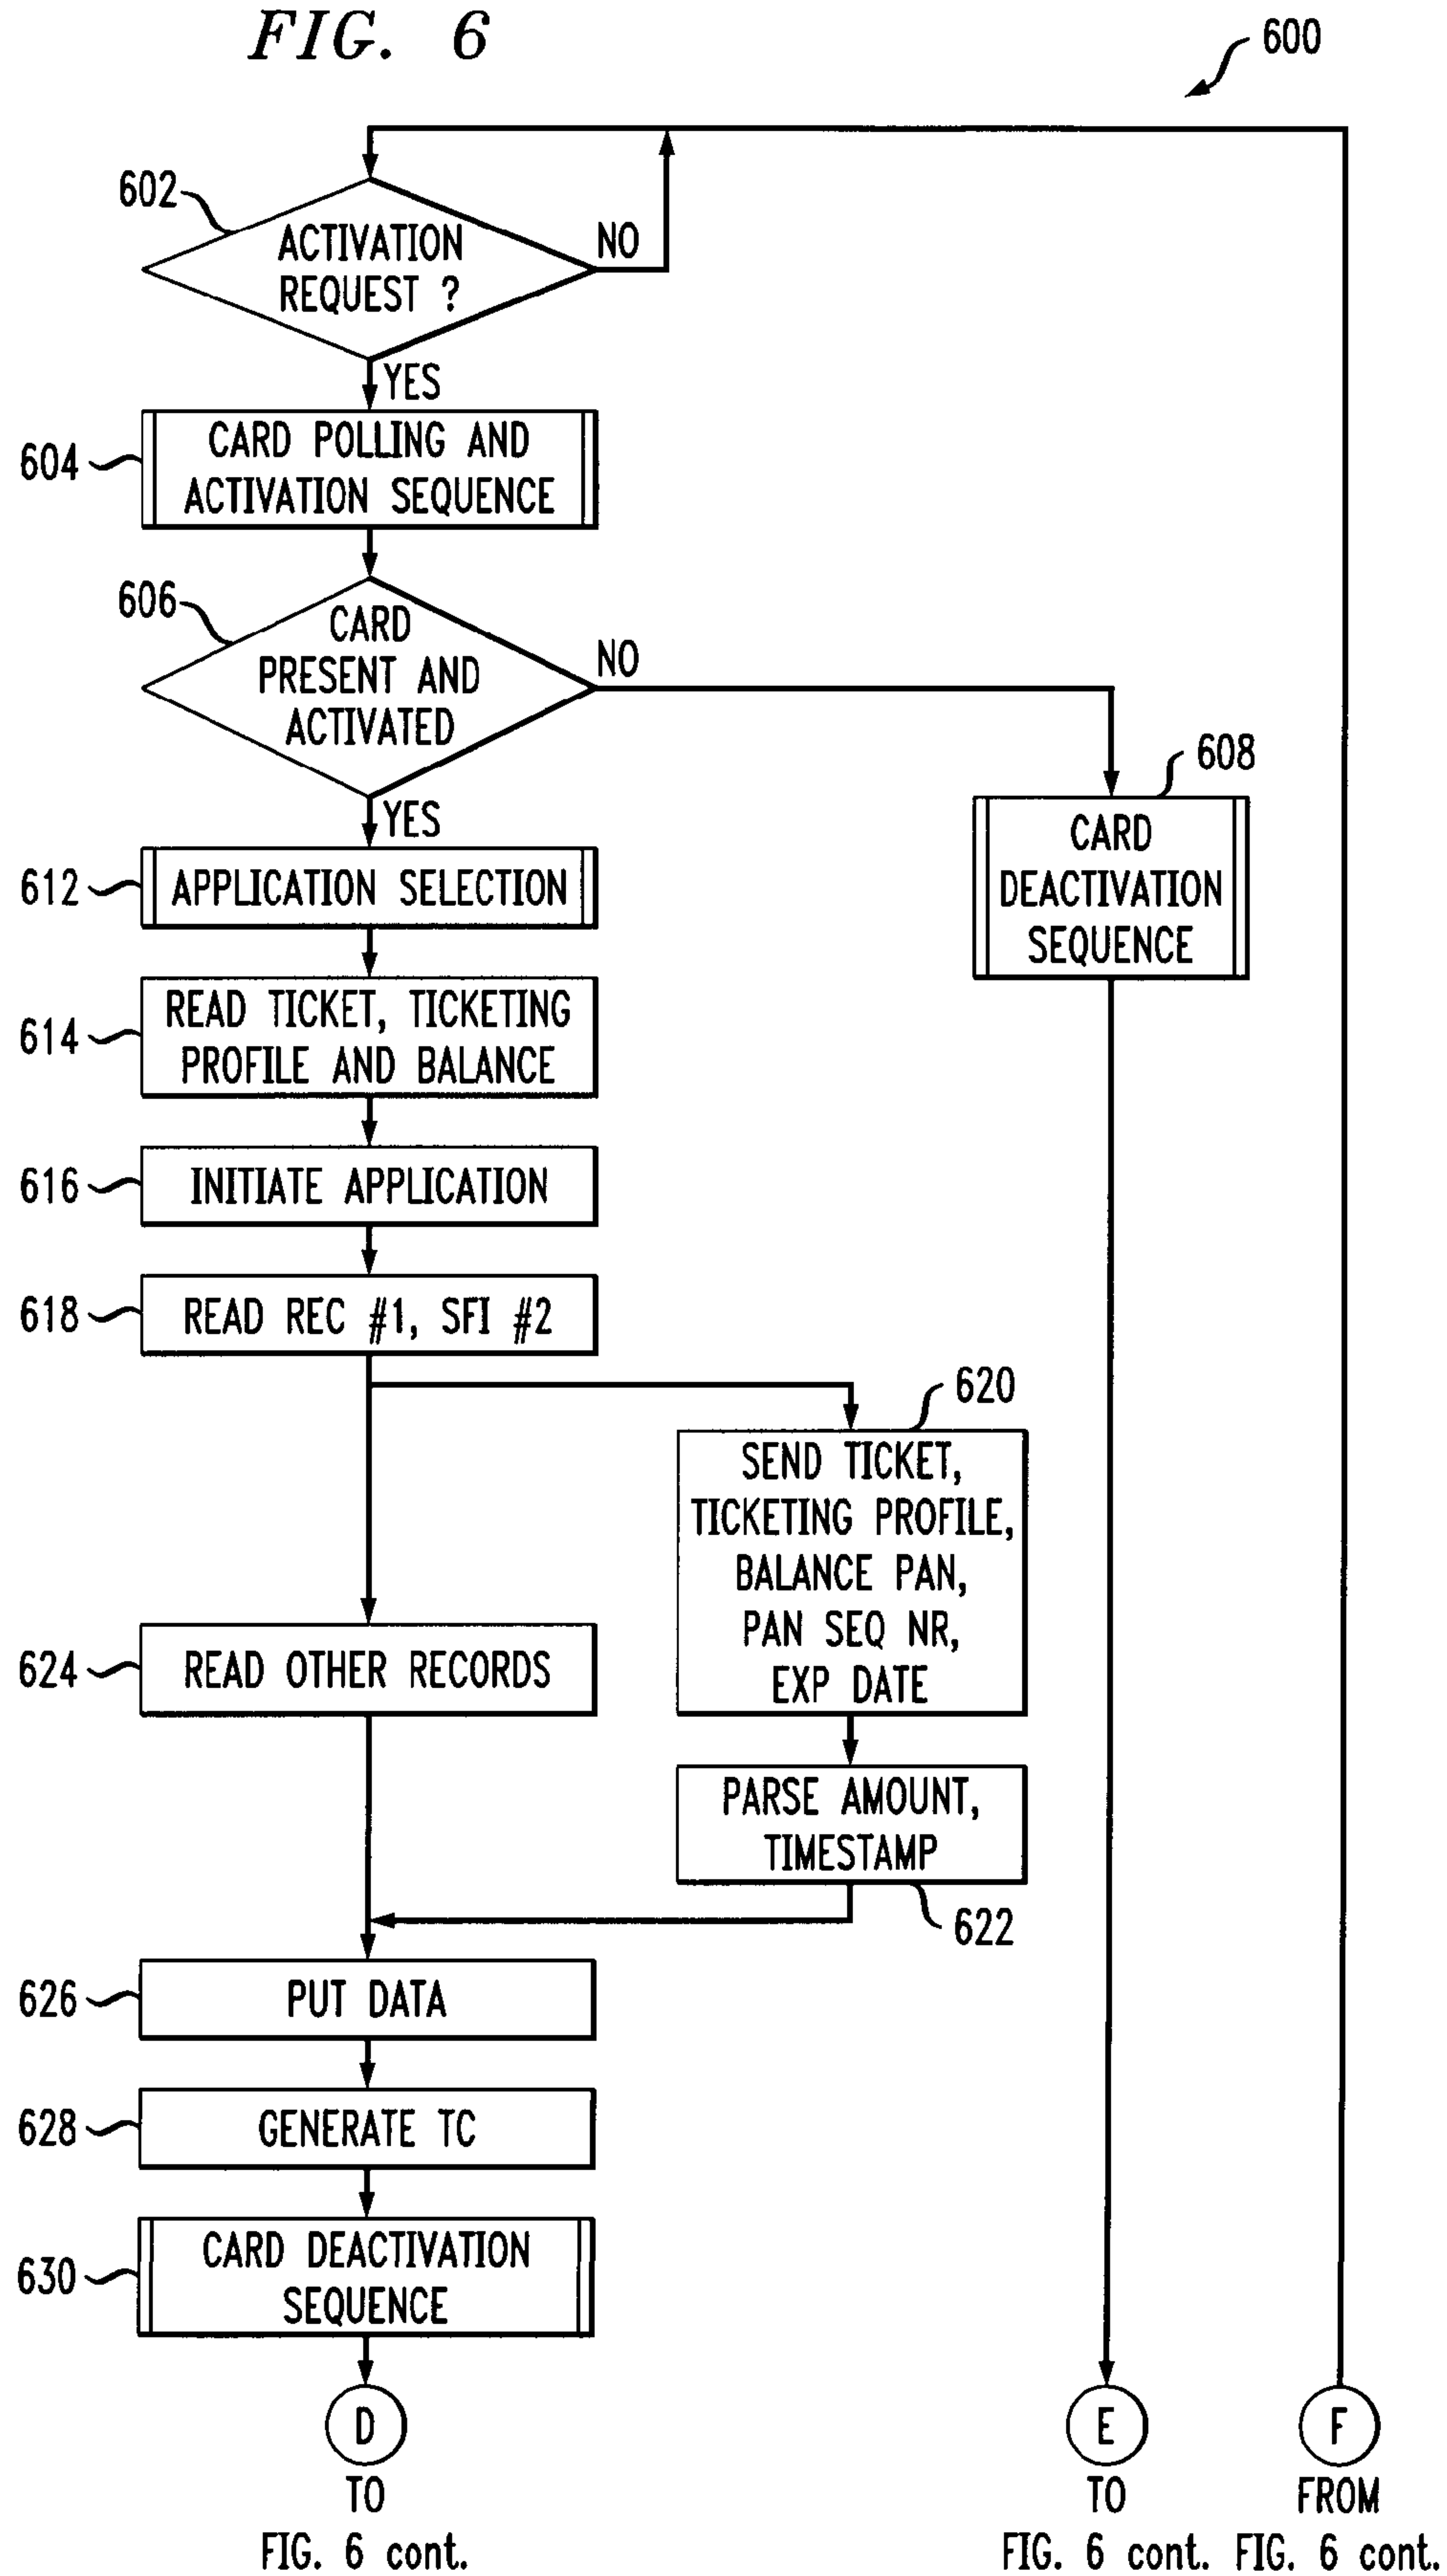 FIG. 6
600
602
ACTIVATION
REQUEST ?
NO
YES
604
CARD POLLING AND
ACTIVATION SEQUENCE
606
CARD
PRESENT AND
ACTIVATED
NO
YES
608
CARD
DEACTIVATION
SEQUENCE
612
APPLICATION SELECTION
614
READ TICKET, TICKETING
PROFILE AND BALANCE
616
INITIATE APPLICATION
618
READ REC #1, SFI #2
620
SEND TICKET,
TICKETING PROFILE,
BALANCE PAN,
PAN SEQ NR,
EXP DATE
624
READ OTHER RECORDS
PARSE AMOUNT,
TIMESTAMP
622
626
PUT DATA
628
GENERATE TC
630
CARD DEACTIVATION
SEQUENCE
D
TO
FIG. 6 cont.
E
TO
FIG. 6 cont.
F
FROM
FIG. 6 cont.